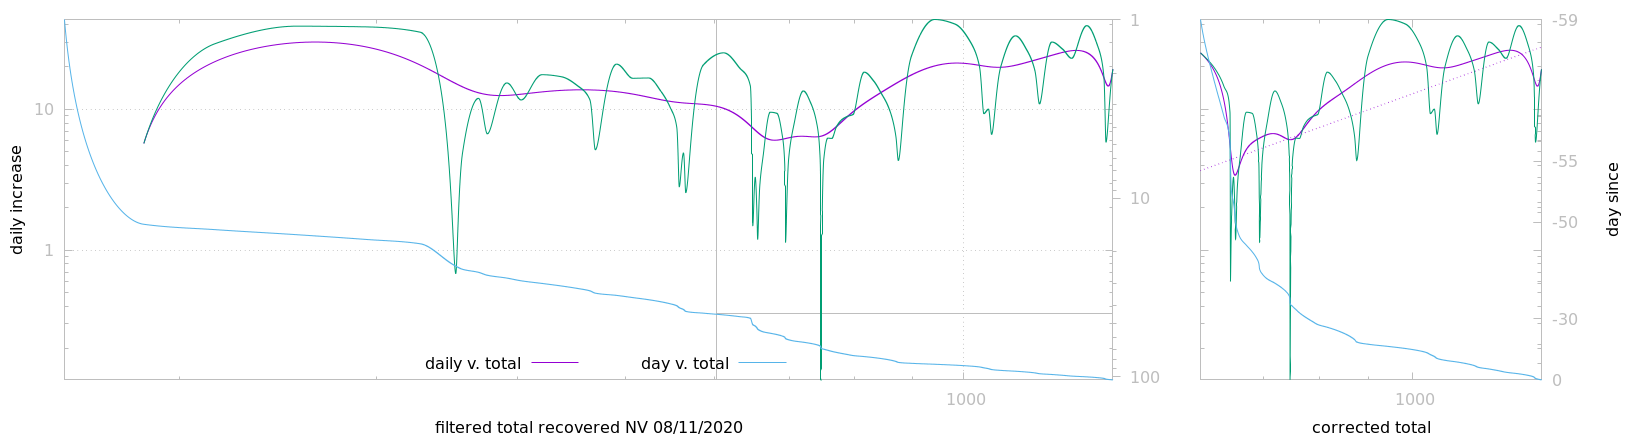 daily increase
10
1
1
10
100
1000
daily v. total
day v. total
filtered total recovered NV 08/11/2020
-59
-55
-50
-30
0
day since
1000
corrected total